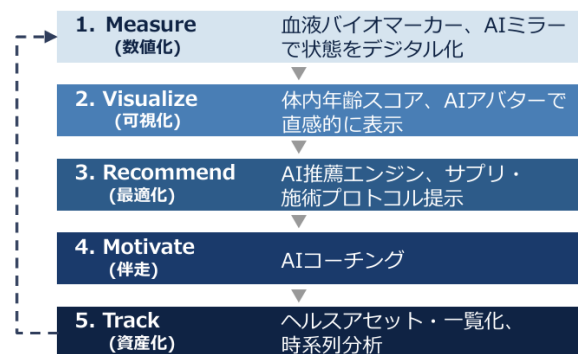 1. Measure
(数値化)
血液バイオマーカー、AIミラー
で状態をデジタル化
2. Visualize
(可視化)
体内年齢スコア、AIアバターで
直感的に表示
3. Recommend
(最適化)
AI推薦エンジン、サプリ・
施術プロトコル提示
4. Motivate
(伴走)
AIコーチング
5. Track
(資産化)
ヘルスアセット・一覧化、
時系列分析